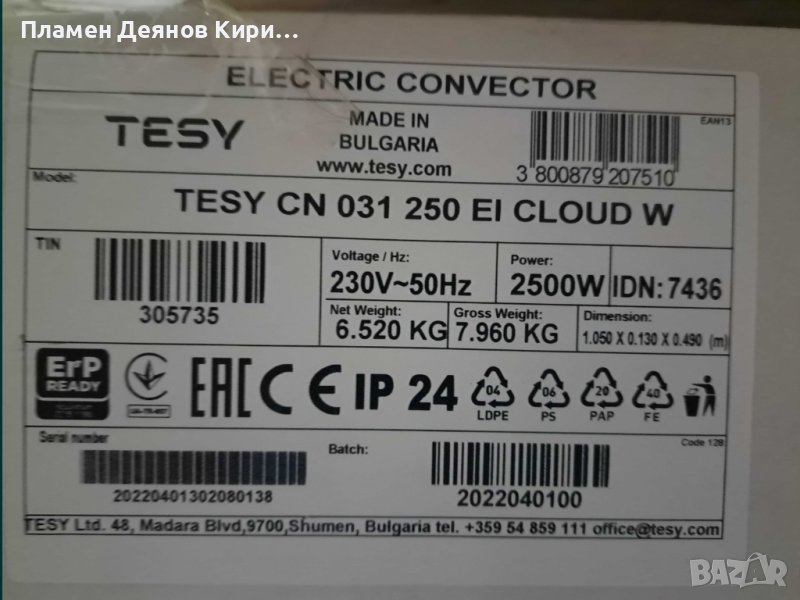 Пламен Деянов Кири...
ELECTRIC CONVECTOR
TESY
MADE IN
BULGARIA
www.tesy.com
EAN13
3 800879 207510
Model:
TESY CN 031 250 EI CLOUD W
TIN
305735
Voltage / Hz:
230V~50Hz
Power:
2500W
IDN: 7436
Net Weight:
6.520 KG
Gross Weight:
7.960 KG
Dimension:
1.050 X 0.130 X 0.490 (m)
ErP
READY
EAC CE IP 24
04
LDPE
06
PS
20
PAP
40
FE
Serial number
20220401302080138
Batch:
2022040100
Code 128
TESY Ltd. 48, Madara Blvd,9700,Shumen, Bulgaria tel. +359 54 859 111 office@tesy.com
BAZAR